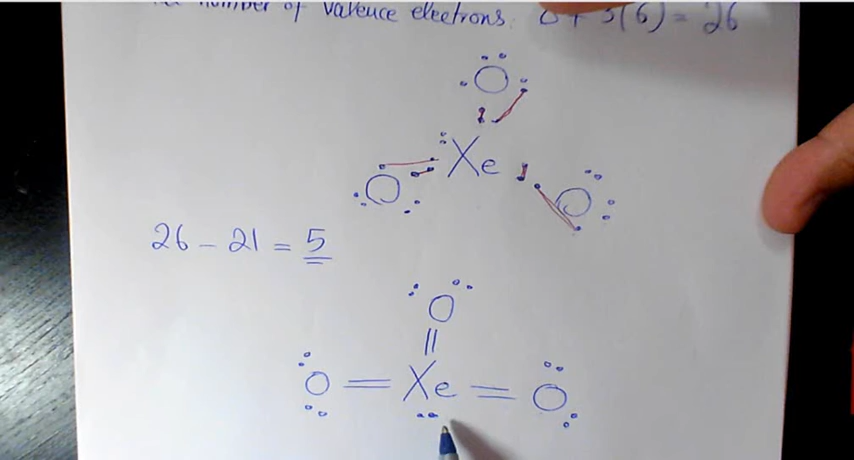 number of valence electrons: 8 + 3(6) = 26
O
Xe
O O
26 - 21 = 5
O
||
O = Xe = O